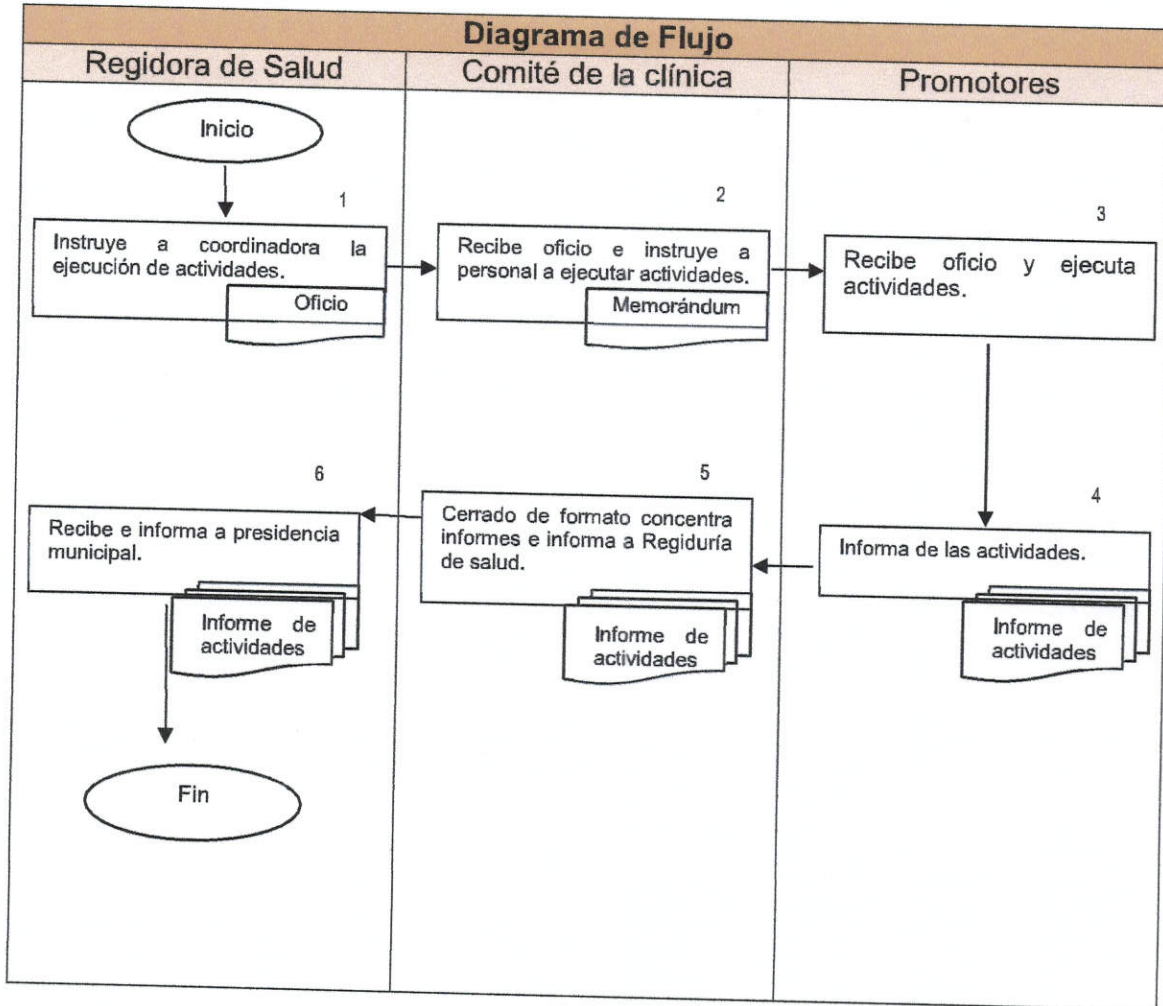 Diagrama de Flujo
Regidora de Salud
Comité de la clínica
Promotores
Inicio
1
Instruye a coordinadora la
ejecución de actividades.
Oficio
2
Recibe oficio e instruye a
personal a ejecutar actividades.
Memorándum
3
Recibe oficio y ejecuta
actividades.
4
Informa de las actividades.
Informe de
actividades
5
Cerrado de formato concentra
informes e informa a Regiduría
de salud.
Informe de
actividades
6
Recibe e informa a presidencia
municipal.
Informe de
actividades
Fin